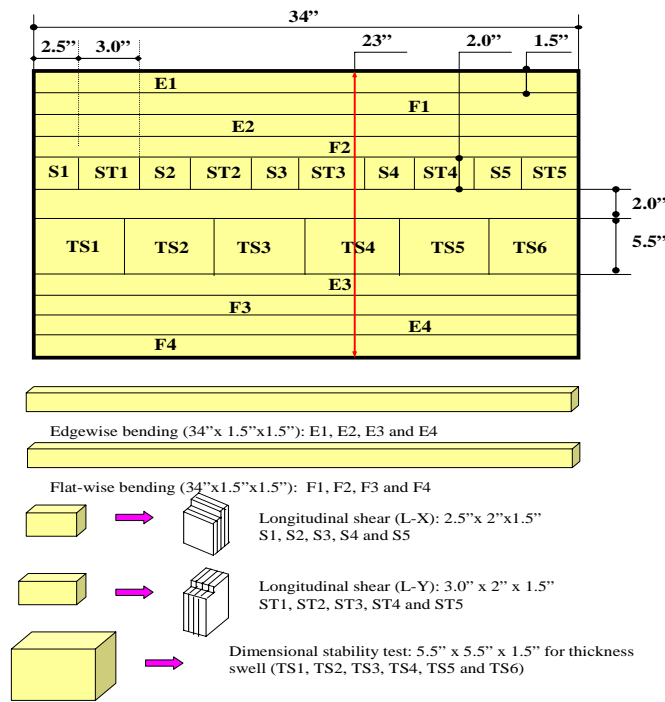 34”
2.5” 3.0” 23” 2.0” 1.5”
E1
F1
E2
F2
S1 ST1 S2 ST2 S3 ST3 S4 ST4 S5 ST5
2.0”
5.5”
TS1 TS2 TS3 TS4 TS5 TS6
E3
F3
E4
F4
Edgewise bending (34”x 1.5”x1.5”): E1, E2, E3 and E4
Flat-wise bending (34”x1.5”x1.5”): F1, F2, F3 and F4
Longitudinal shear (L-X): 2.5”x 2”x1.5”
S1, S2, S3, S4 and S5
Longitudinal shear (L-Y): 3.0” x 2” x 1.5”
ST1, ST2, ST3, ST4 and ST5
Dimensional stability test: 5.5” x 5.5” x 1.5” for thickness
swell (TS1, TS2, TS3, TS4, TS5 and TS6)